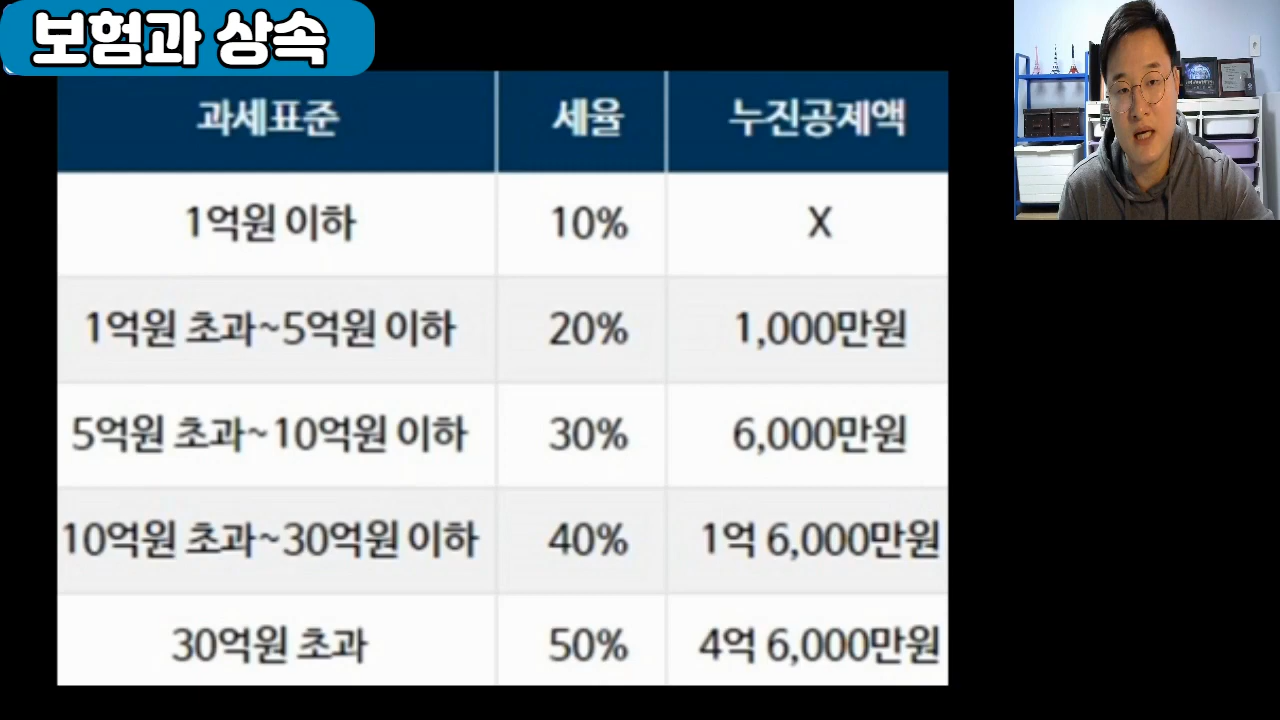 보험과 상속
과세표준 세율 누진공제액
1억원 이하 10% X
1억원 초과~5억원 이하 20% 1,000만원
5억원 초과~10억원 이하 30% 6,000만원
10억원 초과~30억원 이하 40% 1억 6,000만원
30억원 초과 50% 4억 6,000만원